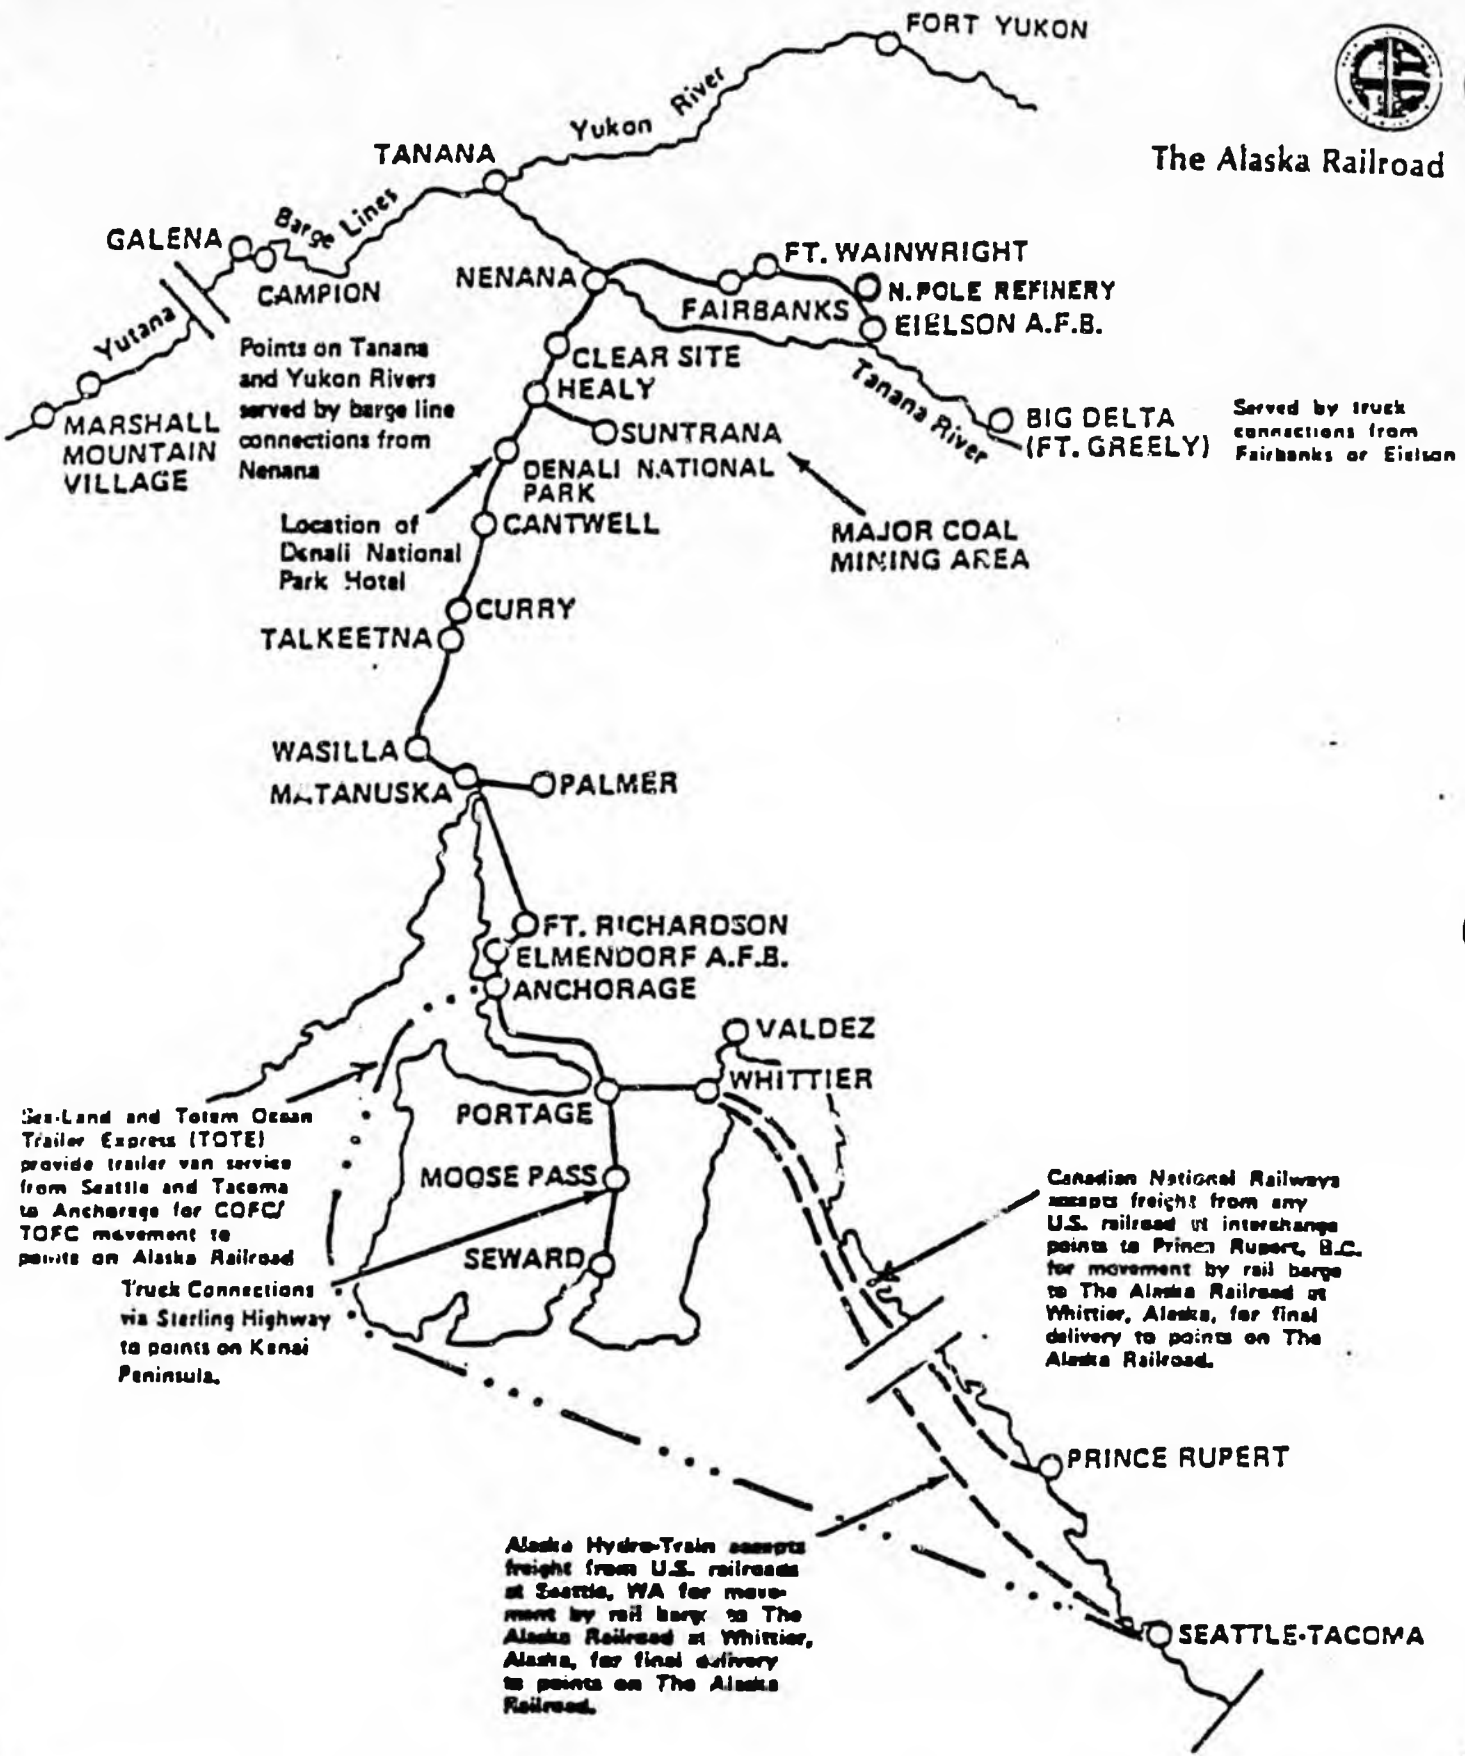 FORT YUKON
The Alaska Railroad
Yukon River
TANANA
Barge Lines
GALENA
CAMPION
Yutana
NENANA
FT. WAINWRIGHT
FAIRBANKS
N. POLE REFINERY
EIELSON A.F.B.
CLEAR SITE
HEALY
SUNTRANA
Tanana River
BIG DELTA
(FT. GREELY)
Served by truck
connections from
Fairbanks or Eielson
MARSHALL
MOUNTAIN
VILLAGE
Points on Tanana
and Yukon Rivers
served by barge line
connections from
Nenana
DENALI NATIONAL
PARK
Location of
Denali National
Park Hotel
CANTWELL
MAJOR COAL
MINING AREA
CURRY
TALKEETNA
WASILLA
MATANUSKA
PALMER
FT. RICHARDSON
ELMENDORF A.F.B.
ANCHORAGE
VALDEZ
WHITTIER
PORTAGE
MOOSE PASS
SEWARD
Sea-Land and Totem Ocean
Trailer Express (TOTE)
provide trailer van service
from Seattle and Tacoma
to Anchorage for COFC/
TOFC movement to
points on Alaska Railroad
Truck Connections
via Sterling Highway
to points on Kenai
Peninsula.
Canadian National Railways
accepts freight from any
U.S. railroad at interchange
points to Prince Rupert, B.C.
for movement by rail barge
to The Alaska Railroad at
Whittier, Alaska, for final
delivery to points on The
Alaska Railroad.
PRINCE RUPERT
Alaska Hydro-Train accepts
freight from U.S. railroads
at Seattle, WA for move-
ment by rail barge to The
Alaska Railroad at Whittier,
Alaska, for final delivery
to points on The Alaska
Railroad.
SEATTLE-TACOMA